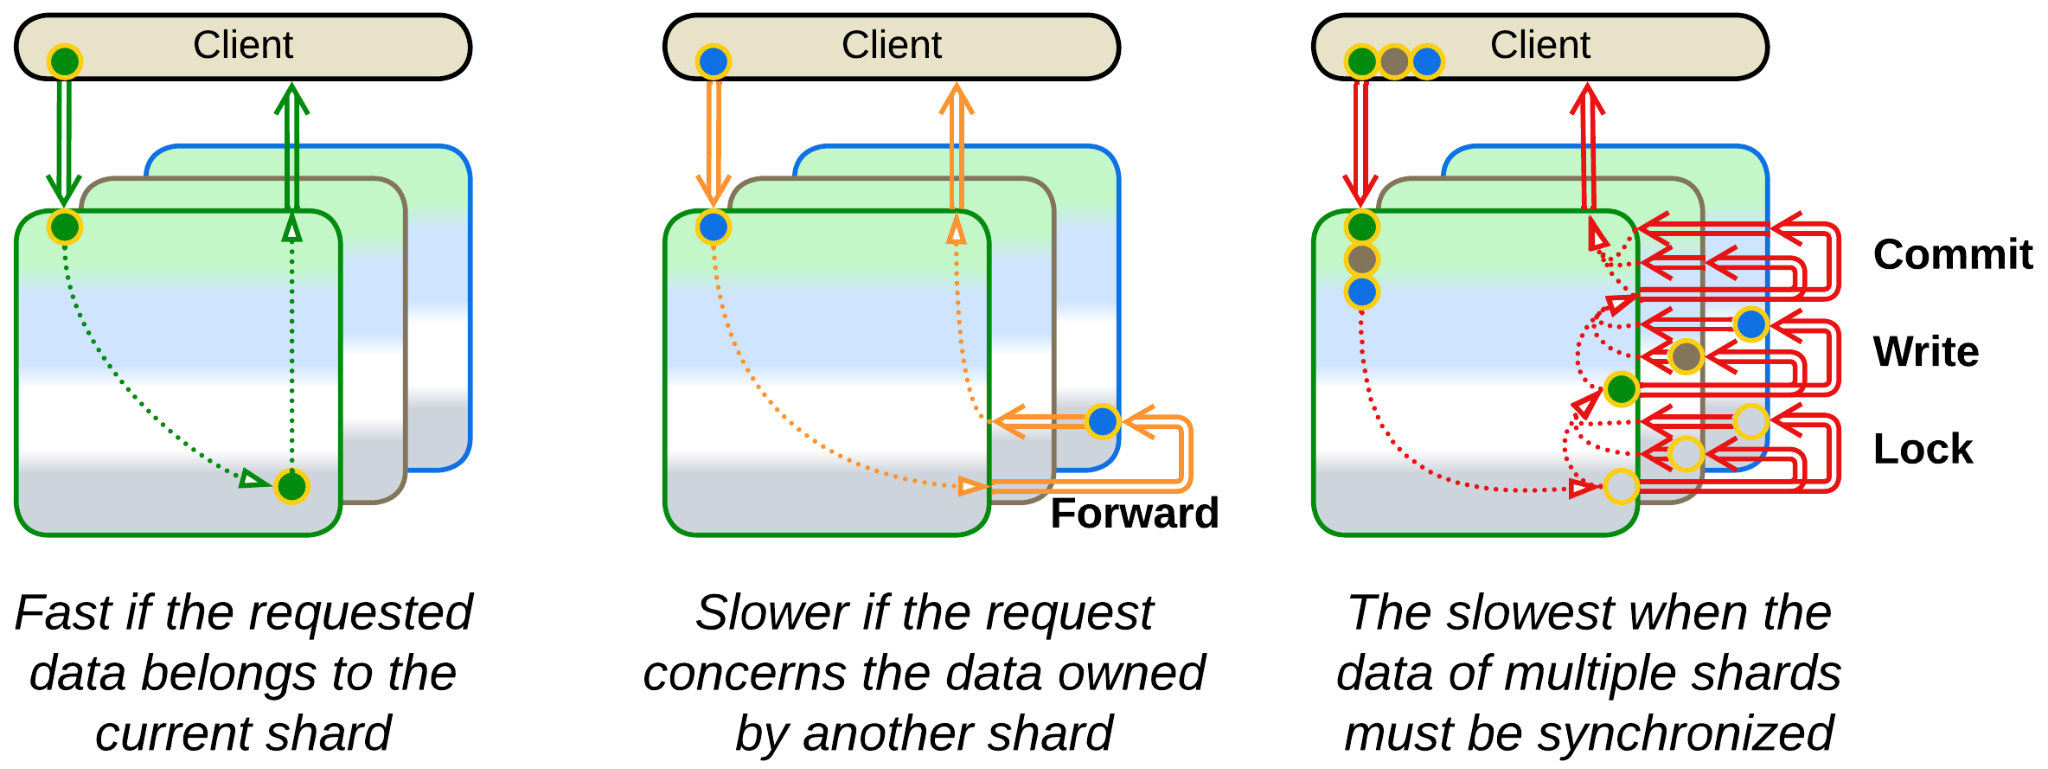 Client
Client
Client
Commit
Write
Lock
Forward
Fast if the requested
data belongs to the
current shard
Slower if the request
concerns the data owned
by another shard
The slowest when the
data of multiple shards
must be synchronized